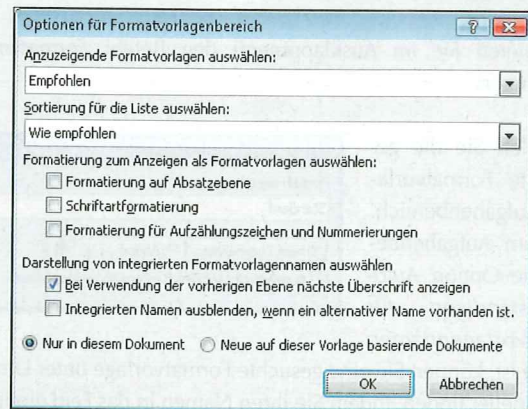 Optionen für Formatvorlagenbereich
Anzuzeigende Formatvorlagen auswählen:
Empfohlen
Sortierung für die Liste auswählen:
Wie empfohlen
Formatierung zum Anzeigen als Formatvorlagen auswählen:
Formatierung auf Absatzebene
Schriftartformatierung
Formatierung für Aufzählungszeichen und Nummerierungen
Darstellung von integrierten Formatvorlagennamen auswählen
Bei Verwendung der vorherigen Ebene nächste Überschrift anzeigen
Integrierten Namen ausblenden, wenn ein alternativer Name vorhanden ist.
Nur in diesem Dokument Neue auf dieser Vorlage basierende Dokumente
OK Abbrechen